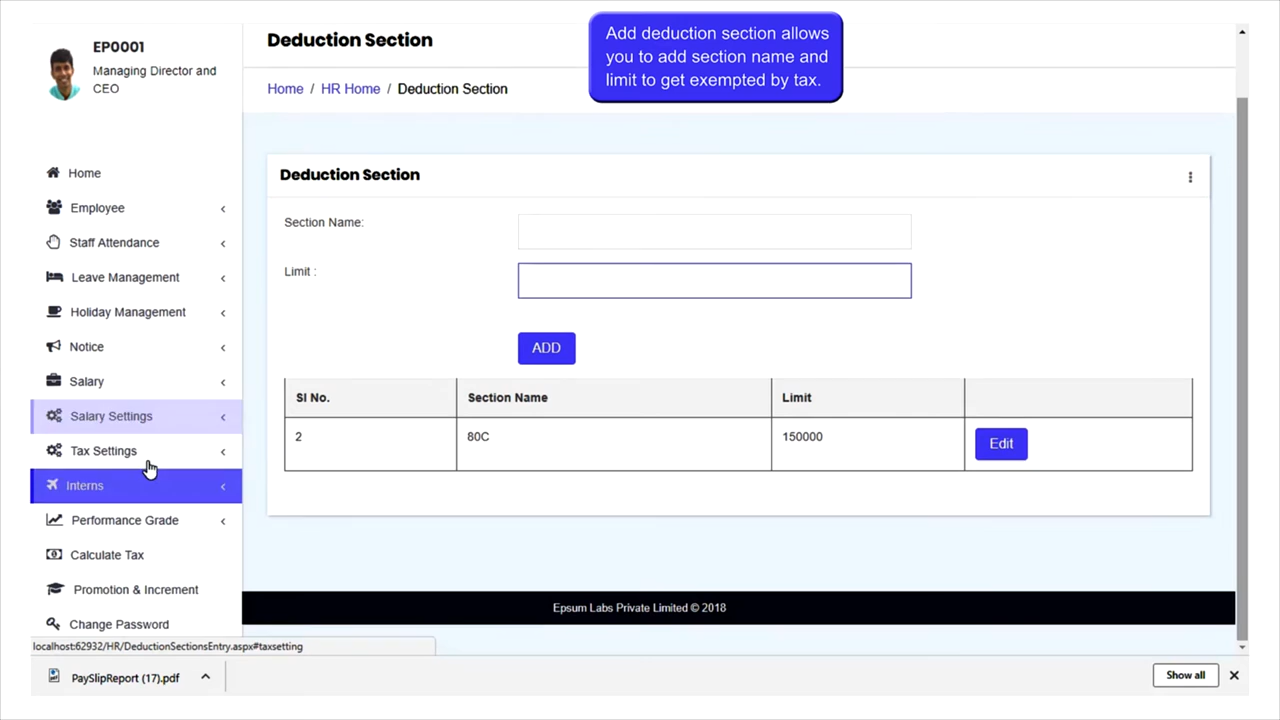 EP0001
Managing Director and
CEO
Home
Employee
Staff Attendance
Leave Management
Holiday Management
Notice
Salary
Salary Settings
Tax Settings
Interns
Performance Grade
Calculate Tax
Promotion & Increment
Change Password
Deduction Section
Add deduction section allows
you to add section name and
limit to get exempted by tax.
Home / HR Home / Deduction Section
Deduction Section
Section Name:
Limit :
ADD
Sl No. Section Name Limit
2 80C 150000 Edit
Epsum Labs Private Limited © 2018
localhost:62932/HR/DeductionSectionsEntry.aspx#taxsetting
PaySlipReport (17).pdf
Show all